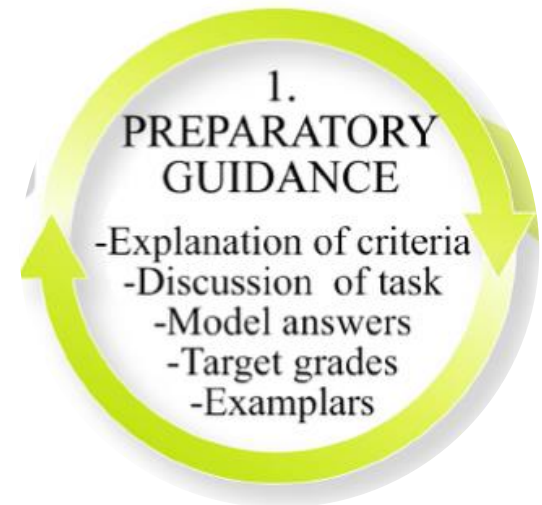 1.
PREPARATORY
GUIDANCE
-Explanation of criteria
-Discussion of task
-Model answers
-Target grades
-Examplars